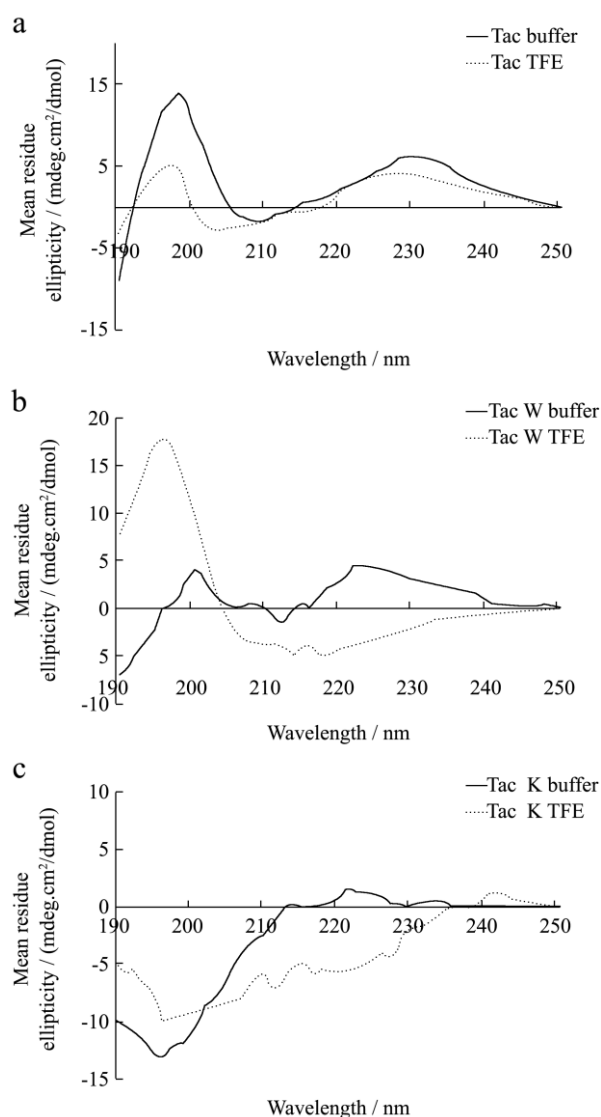 a
Tac buffer
Tac TFE
15
5
-5
-15
190
200
210
220
230
240
250
Mean residue
ellipticity / (mdeg.cm²/dmol)
Wavelength / nm
b
Tac W buffer
Tac W TFE
20
15
10
5
0
5
-10
190
200
210
220
230
240
250
Mean residue
ellipticity / (mdeg.cm²/dmol)
Wavelength / nm
c
Tac K buffer
Tac K TFE
10
5
0
-5
-10
-15
190
200
210
220
230
240
250
Mean residue
ellipticity / (mdeg.cm²/dmol)
Wavelength / nm